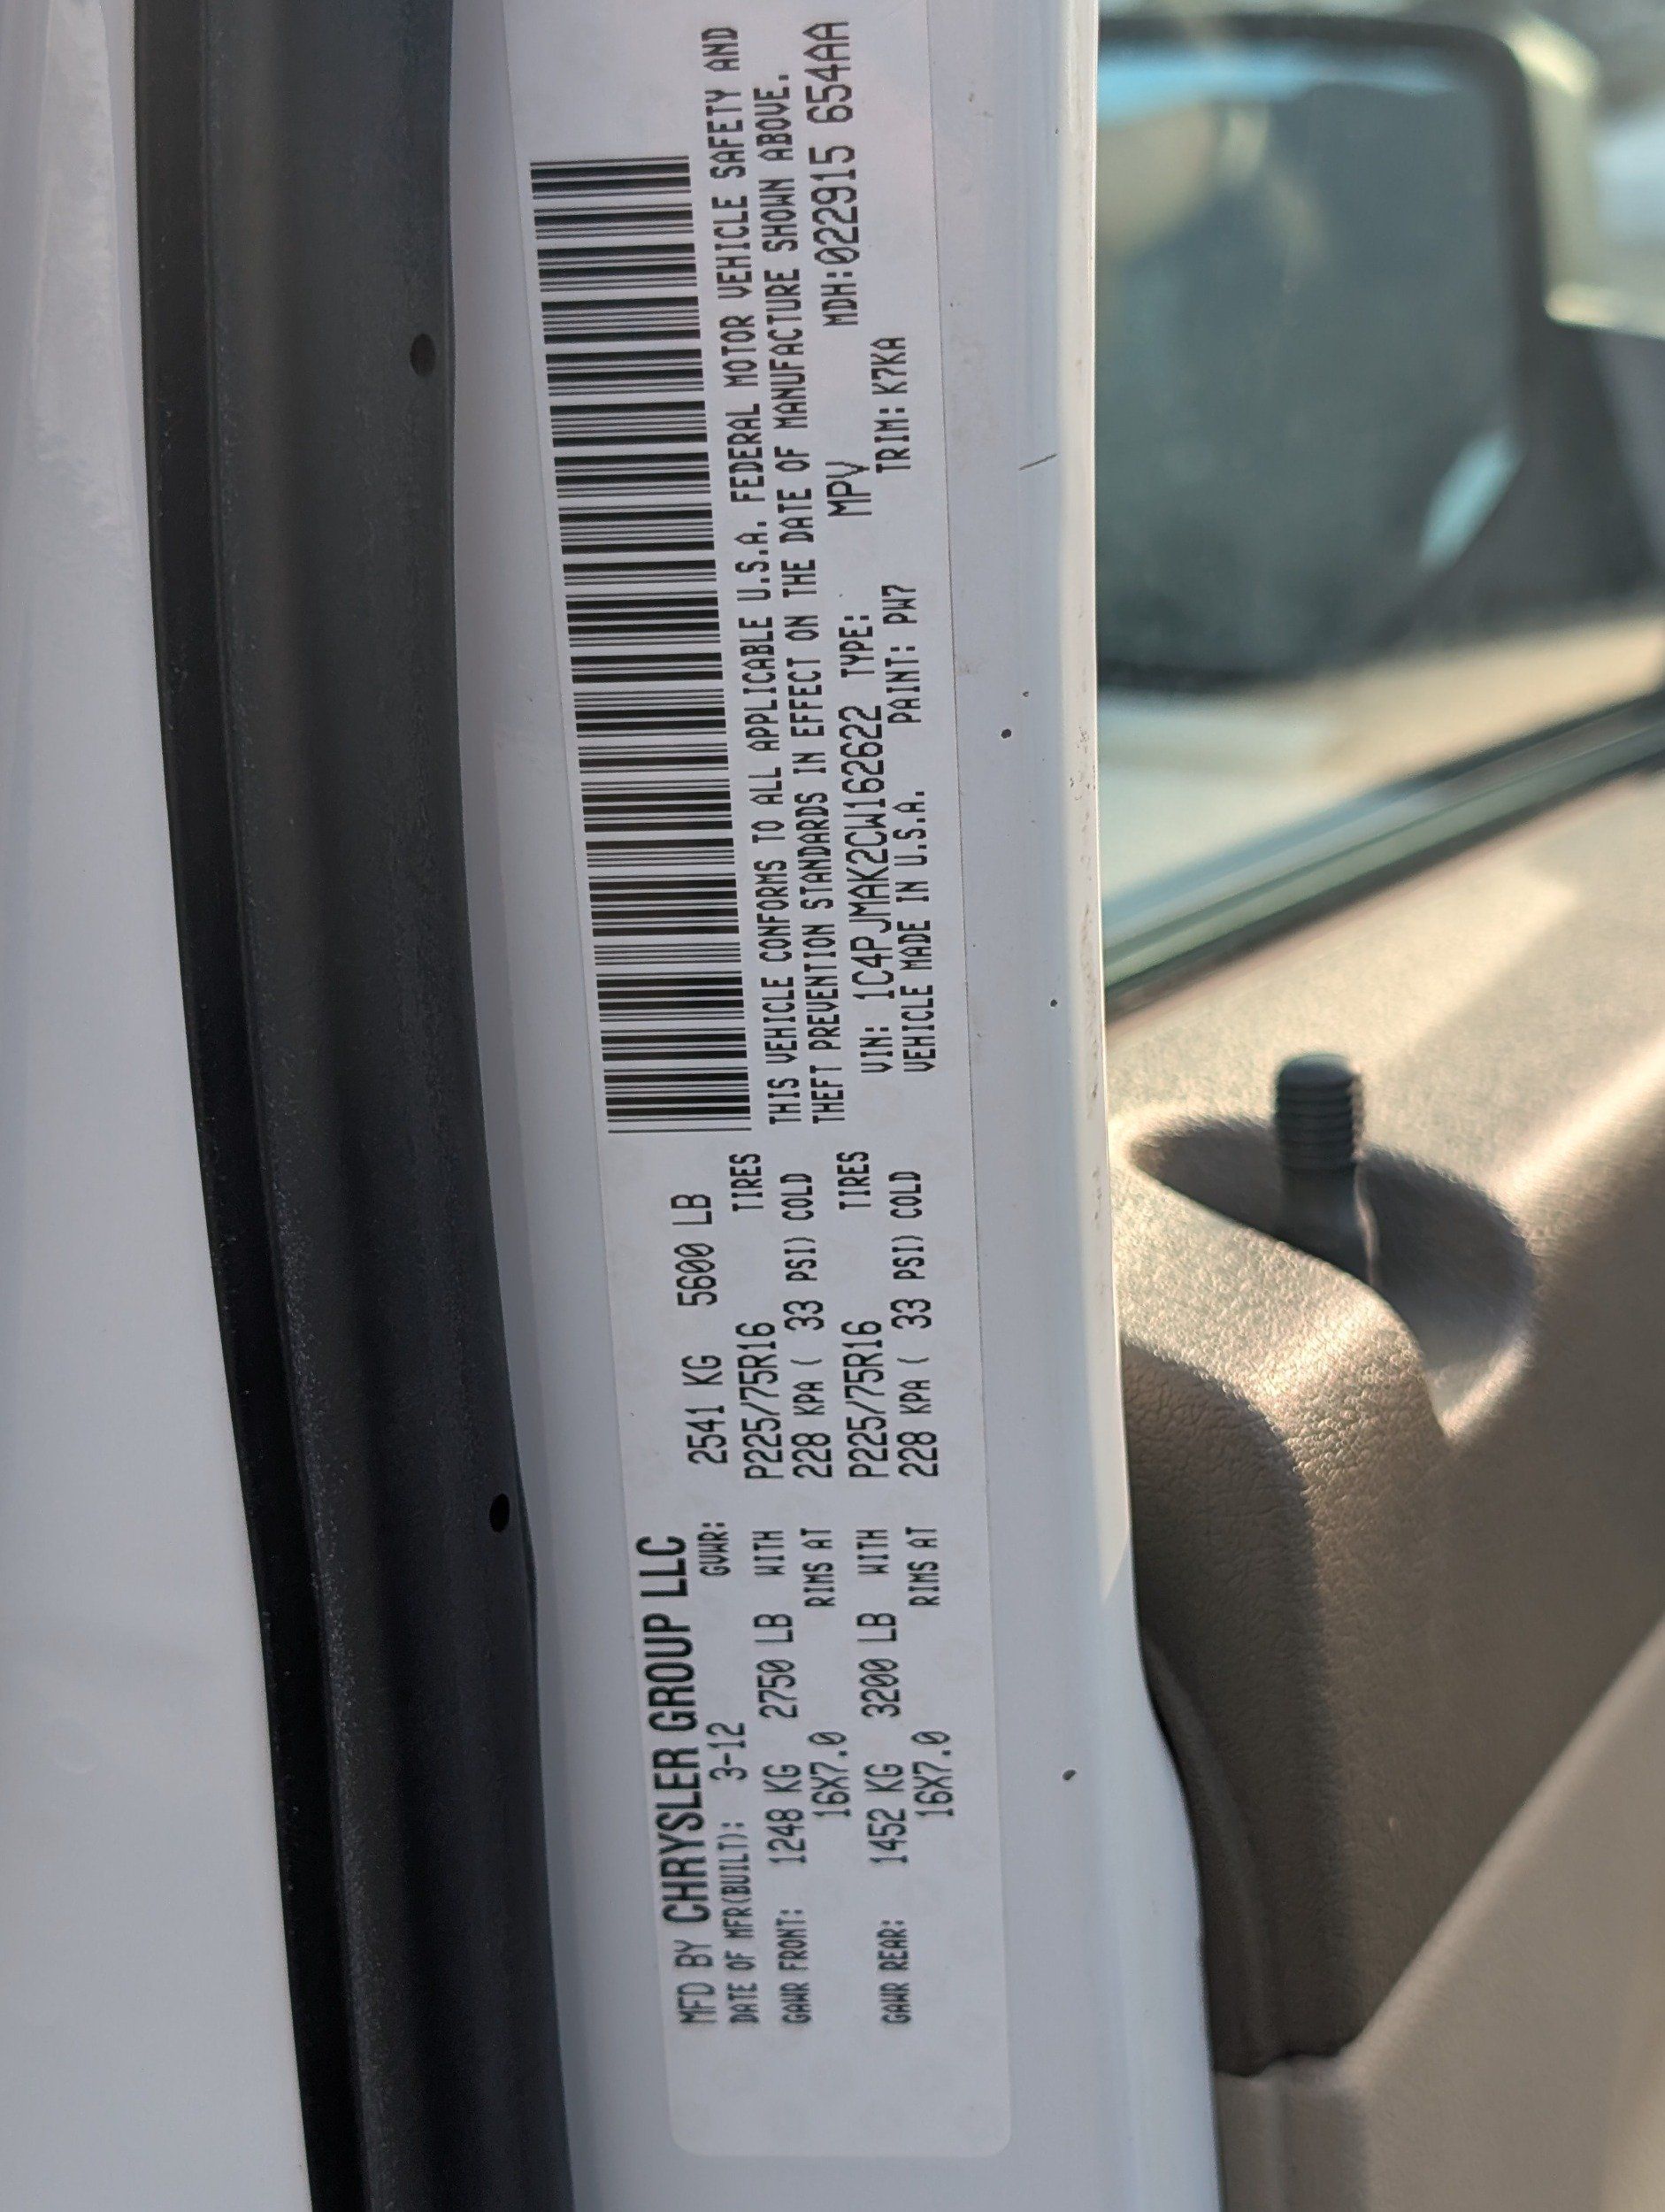 MFD BY CHRYSLER GROUP LLC
DATE OF MFR(BUILT): 3-12 GVWR: 2541 KG 5600 LB
GAWR FRONT: 1248 KG 2750 LB WITH P225/75R16 TIRES
16X7.0 RIMS AT 228 KPA ( 33 PSI) COLD
GAWR REAR: 1452 KG 3200 LB WITH P225/75R16 TIRES
16X7.0 RIMS AT 228 KPA ( 33 PSI) COLD
THIS VEHICLE CONFORMS TO ALL APPLICABLE U.S.A. FEDERAL MOTOR VEHICLE SAFETY AND
THEFT PREVENTION STANDARDS IN EFFECT ON THE DATE OF MANUFACTURE SHOWN ABOVE.
VIN: 1C4PJMAK2CW162622 TYPE: MPV MDH:022915 654AA
VEHICLE MADE IN U.S.A. PAINT: PW7 TRIM: K7KA